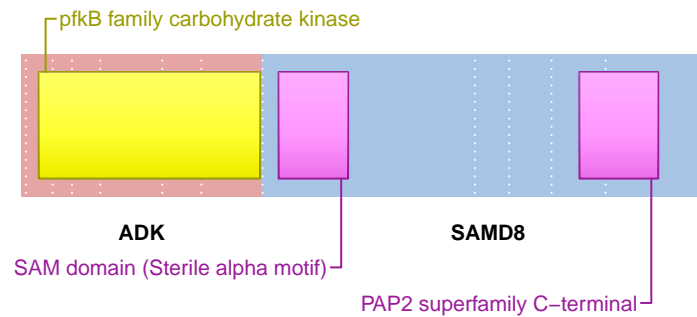 pfkB family carbohydrate kinase
ADK
SAMD8
SAM domain (Sterile alpha motif)
PAP2 superfamily C−terminal